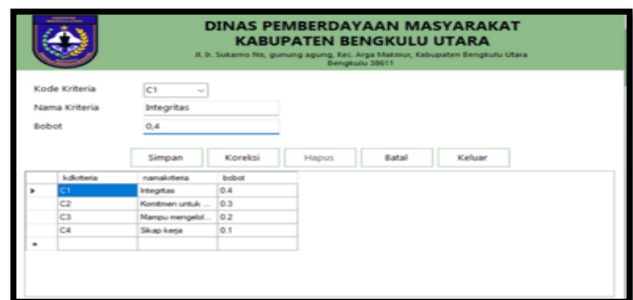 DINAS PEMBERDAYAAN MASYARAKAT
KABUPATEN BENGKULU UTARA
Jl. Ir. Sukarno No, gunung agung, Kec. Arga Makmur, Kabupaten Bengkulu Utara
Bengkulu 38611
Kode Kriteria C1
Nama Kriteria Integritas
Bobot 0,4
Simpan Koreksi Hapus Batal Keluar
kdkriteria namakriteria bobot
C1 Integritas 0.4
C2 Komitmen untuk ... 0.3
C3 Mampu mengelol... 0.2
C4 Sikap kerja 0.1